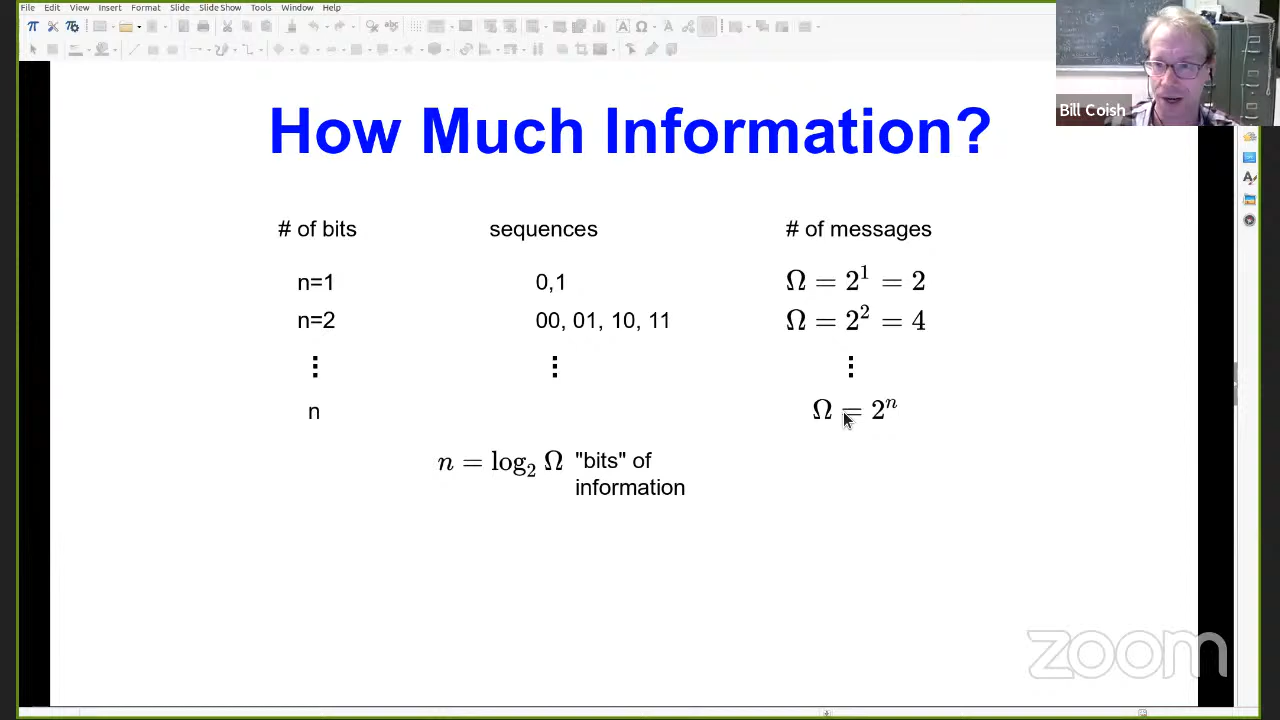 File Edit View Insert Format Slide Slide Show Tools Window Help
Bill Coish
How Much Information?
# of bits sequences # of messages
n=1 0,1 Ω = 2¹ = 2
n=2 00, 01, 10, 11 Ω = 2² = 4
⋮ ⋮ ⋮
n Ω = 2ⁿ
n = log₂ Ω "bits" of
information
zoom